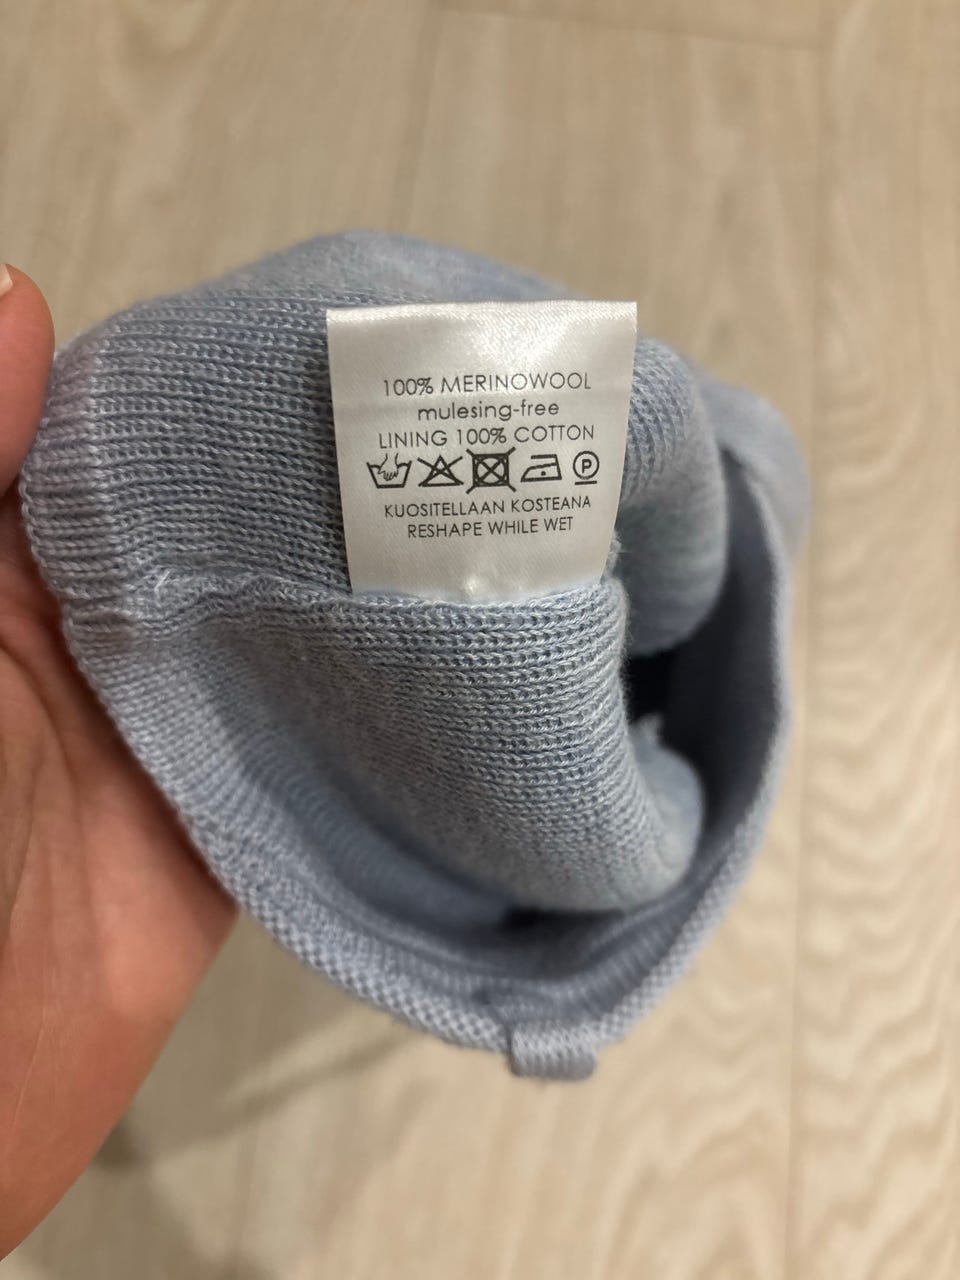 100% MERINOWOOL
mulesing-free
LINING 100% COTTON
P
KUOSITELLAAN KOSTEANA
RESHAPE WHILE WET